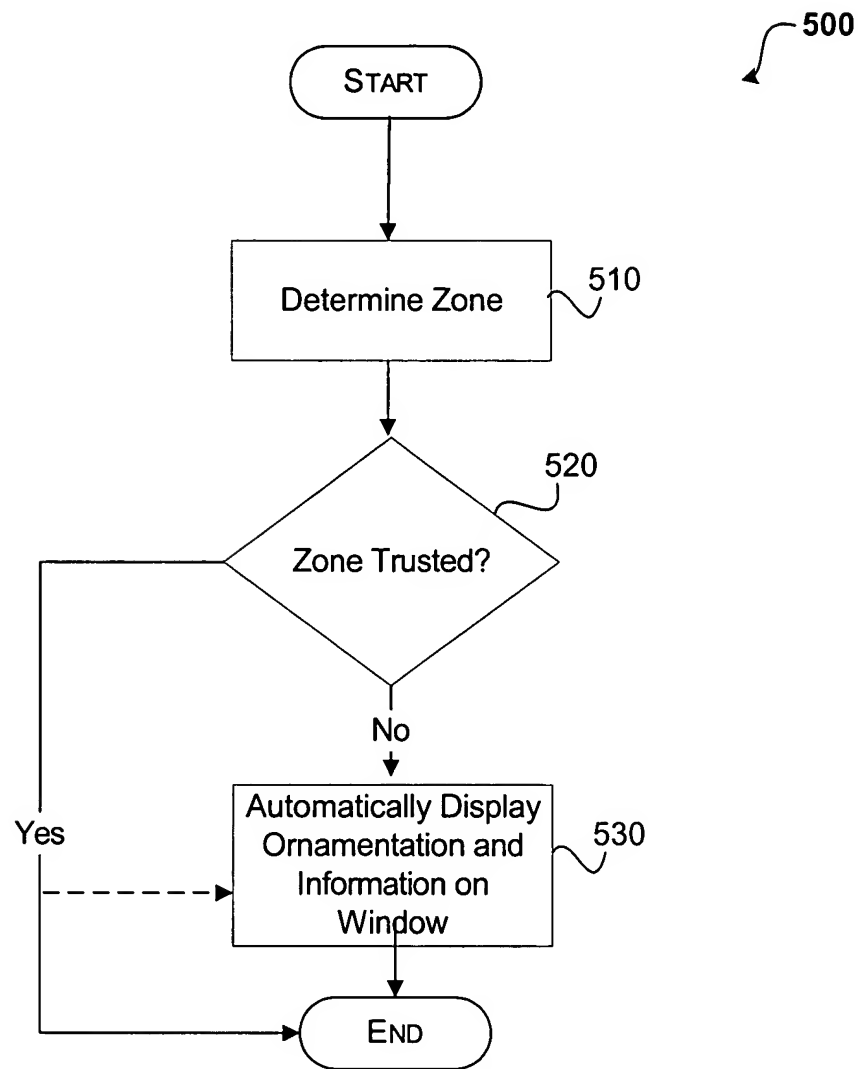 500
START
Determine Zone
510
520
Zone Trusted?
No
Yes
Automatically Display
Ornamentation and
Information on
Window
530
END